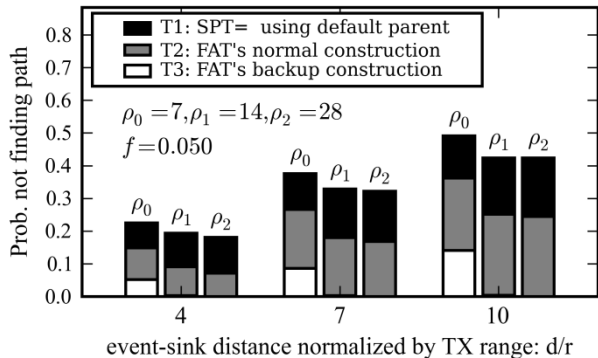 T1: SPT= using default parent
T2: FAT's normal construction
T3: FAT's backup construction
ρ₀ =7,ρ₁ =14,ρ₂ =28
f=0.050
Prob. not finding path
0.8
0.7
0.6
0.5
0.4
0.3
0.2
0.1
0.0
ρ₀ ρ₁ ρ₂
ρ₀ ρ₁ ρ₂
ρ₀ ρ₁ ρ₂
4 7 10
event-sink distance normalized by TX range: d/r